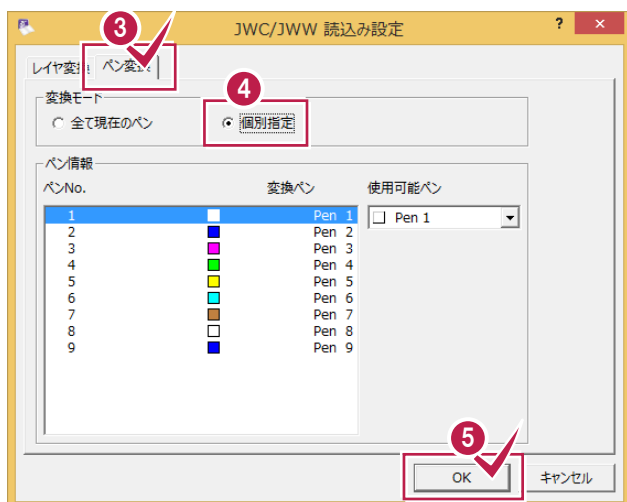 JWC/JWW 読込み設定
? ×
3
レイヤ変換 ペン変換
4
変換モード
全て現在のペン 個別指定
ペン情報
ペンNo. 変換ペン 使用可能ペン
1 Pen 1 Pen 1
2 Pen 2
3 Pen 3
4 Pen 4
5 Pen 5
6 Pen 6
7 Pen 7
8 Pen 8
9 Pen 9
5
OK キャンセル